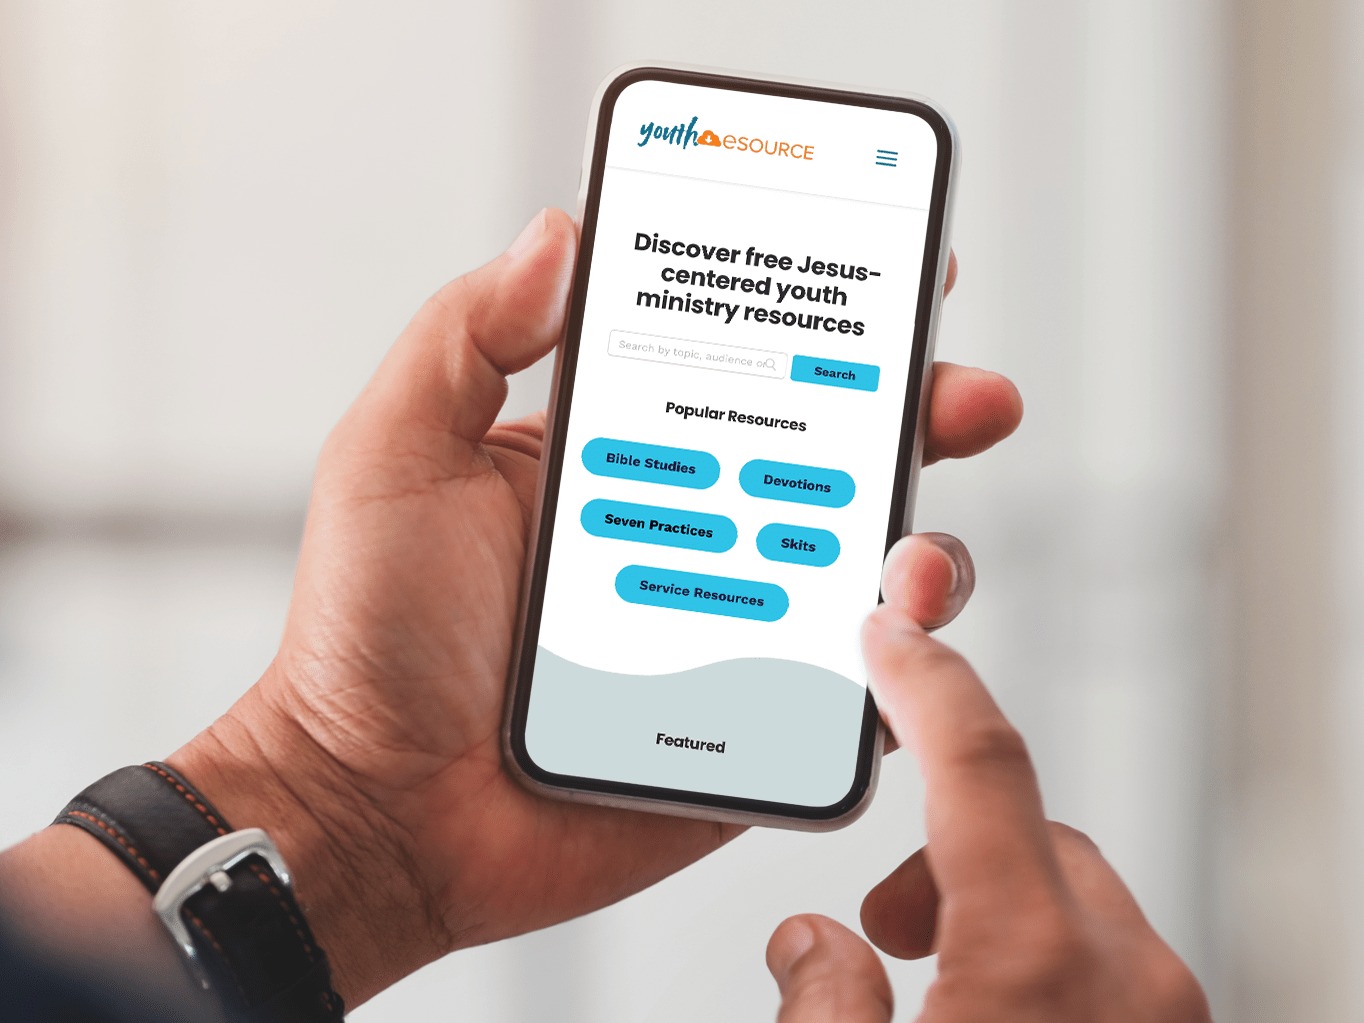 youth eSOURCE
Discover free Jesus-
centered youth
ministry resources
Search by topic, audience or
Search
Popular Resources
Bible Studies
Devotions
Seven Practices
Skits
Service Resources
Featured